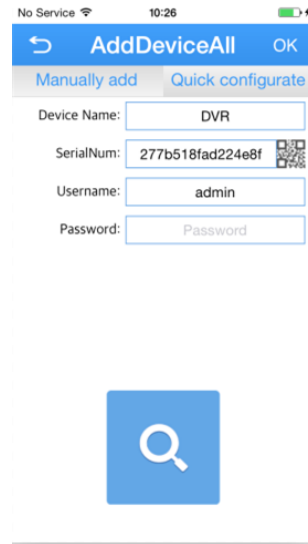 No Service 10:26
AddDeviceAll OK
Manually add Quick configurate
Device Name: DVR
SerialNum: 277b518fad224e8f
Username: admin
Password: Password